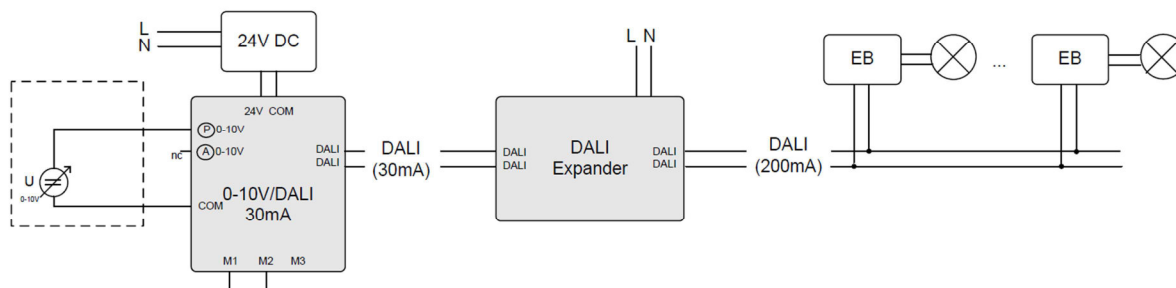 L
N
24V DC
24V COM
P 0-10V
nc
A 0-10V
U
0-10V
COM
0-10V/DALI
30mA
DALI
DALI
M1 M2 M3
DALI
(30mA)
L N
DALI
DALI
DALI
Expander
DALI
DALI
DALI
(200mA)
EB
...
EB